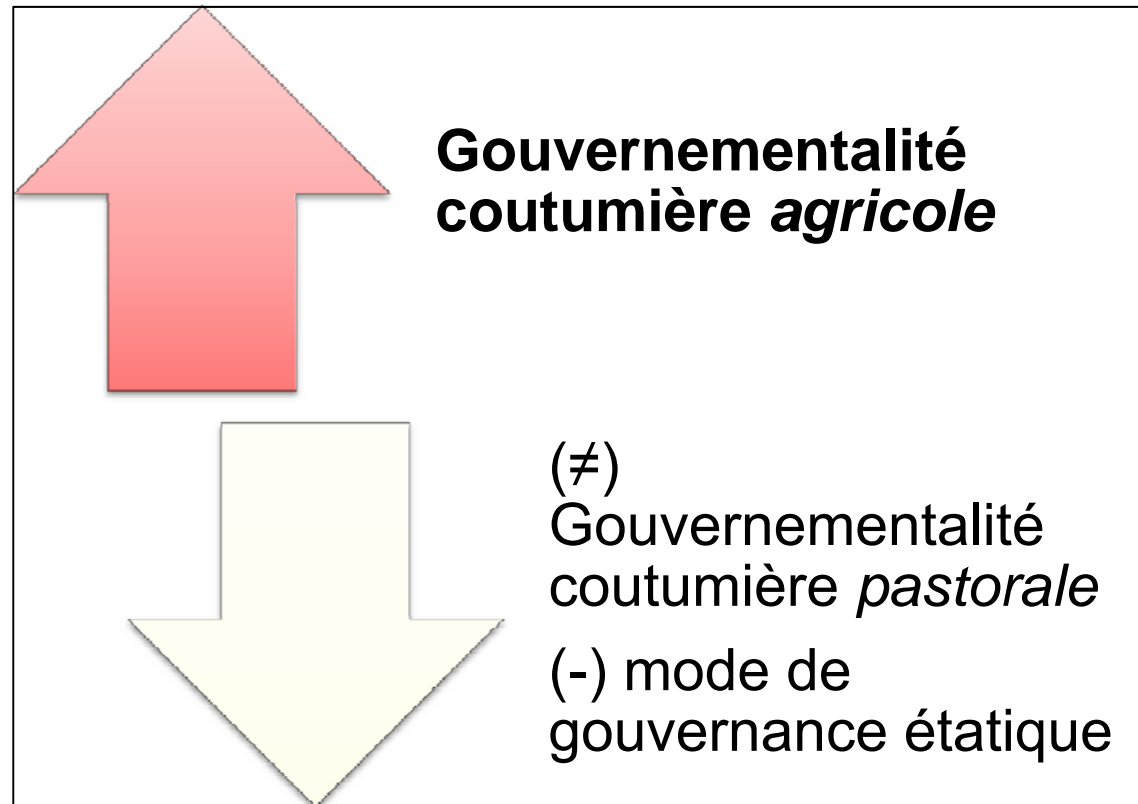 Gouvernementalité
coutumière agricole
(≠)
Gouvernementalité
coutumière pastorale
(-) mode de
gouvernance étatique